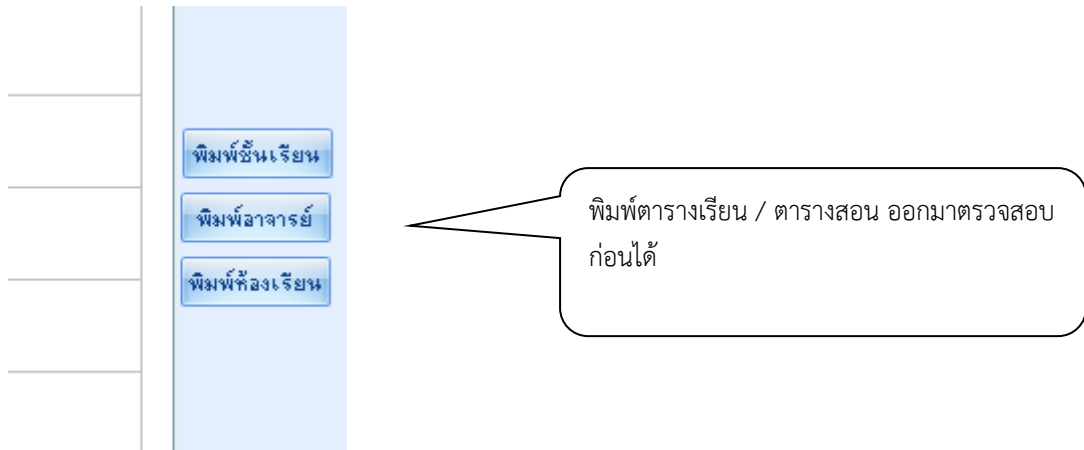 พิมพ์ชั้นเรียน
พิมพ์อาจารย์
พิมพ์ห้องเรียน
พิมพ์ตารางเรียน / ตารางสอน ออกมาตรวจสอบ
ก่อนได้